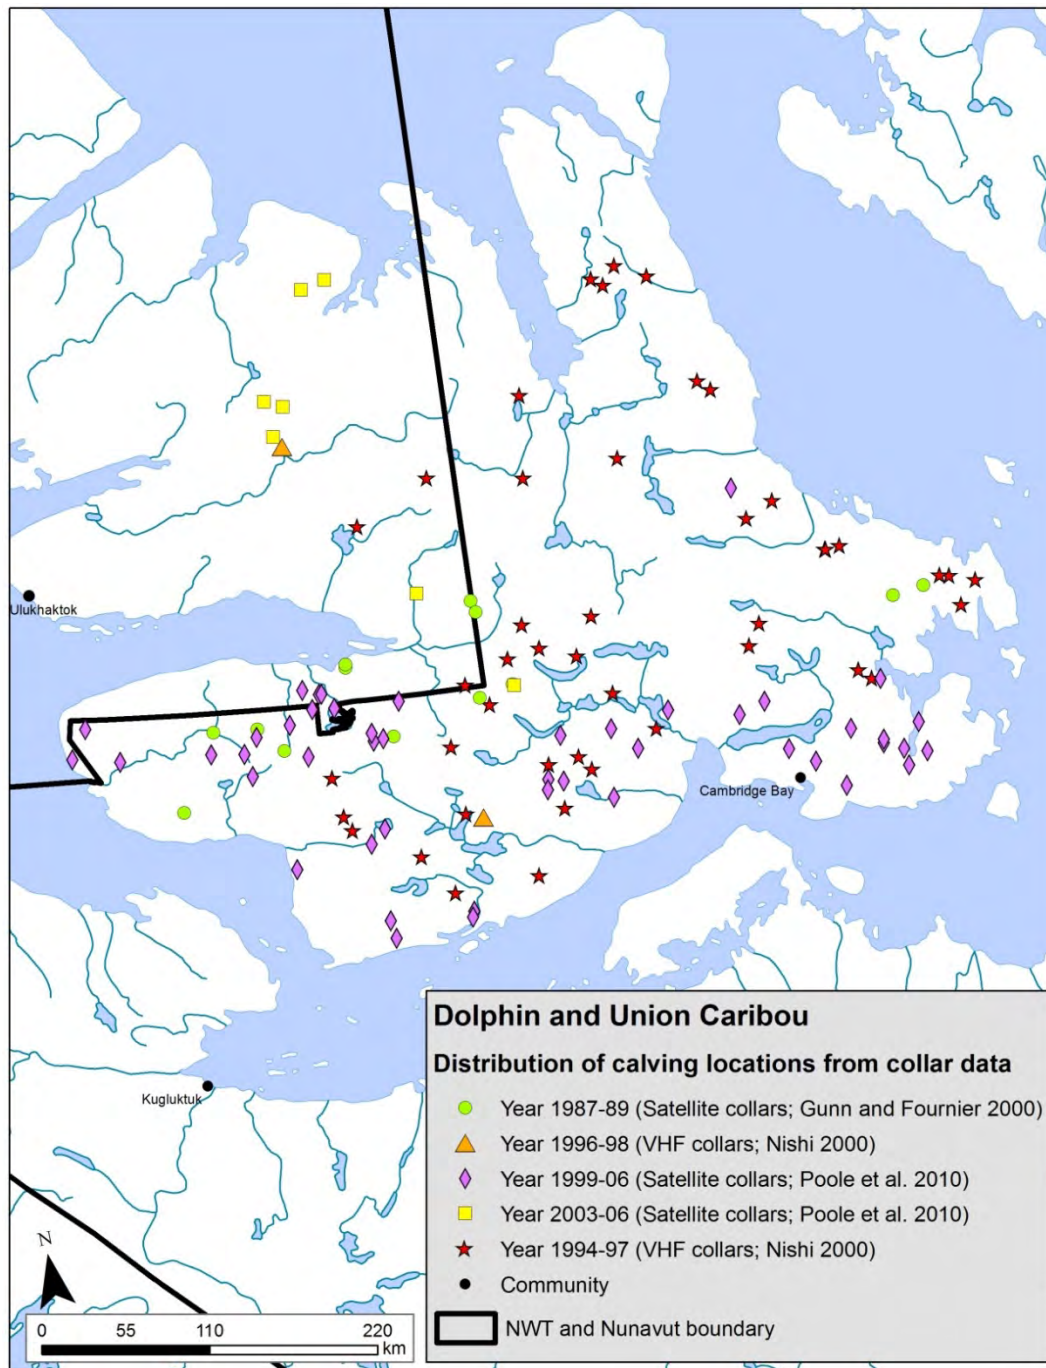 Ulukhaktok
Cambridge Bay
Kugluktuk
Dolphin and Union Caribou
Distribution of calving locations from collar data
Year 1987-89 (Satellite collars; Gunn and Fournier 2000)
Year 1996-98 (VHF collars; Nishi 2000)
Year 1999-06 (Satellite collars; Poole et al. 2010)
Year 2003-06 (Satellite collars; Poole et al. 2010)
Year 1994-97 (VHF collars; Nishi 2000)
Community
NWT and Nunavut boundary
N
0 55 110 220
km